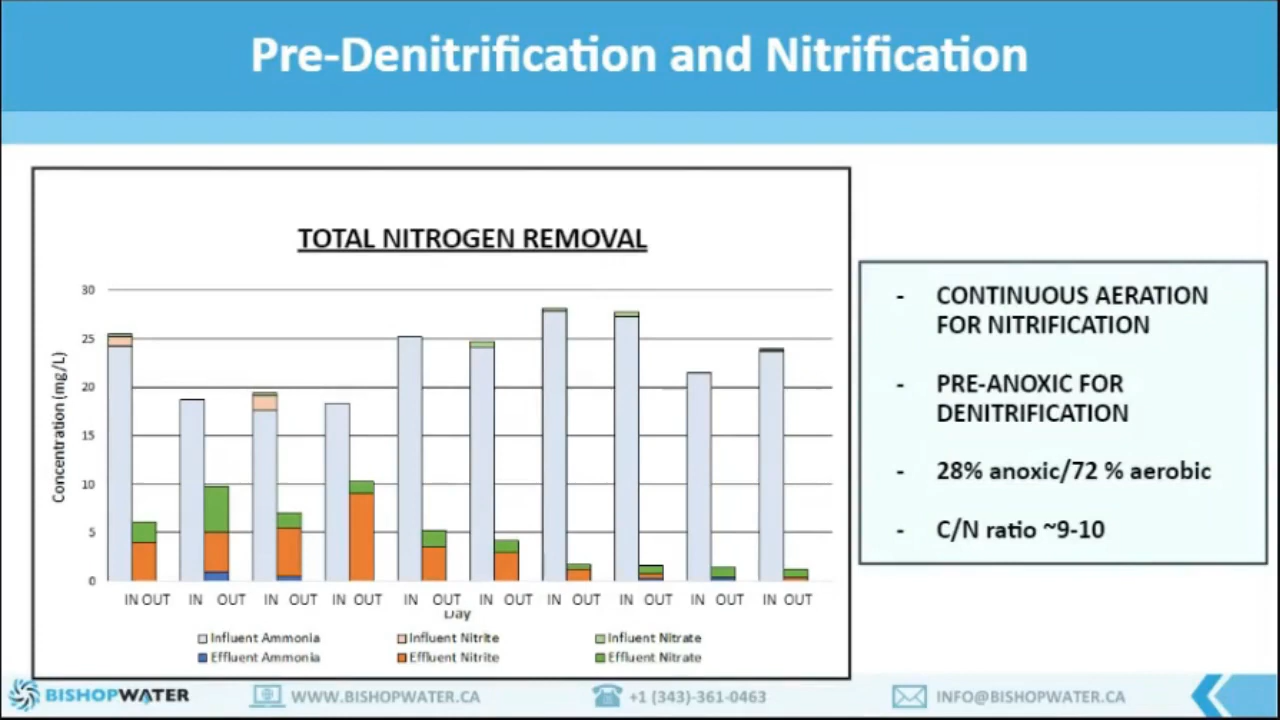 Pre-Denitrification and Nitrification
TOTAL NITROGEN REMOVAL
30
25
20
15
10
5
0
Concentration (mg/L)
IN OUT IN OUT IN OUT IN OUT IN OUT IN OUT IN OUT IN OUT IN OUT IN OUT
Day
Influent Ammonia Influent Nitrite Influent Nitrate
Effluent Ammonia Effluent Nitrite Effluent Nitrate
- CONTINUOUS AERATION
FOR NITRIFICATION
- PRE-ANOXIC FOR
DENITRIFICATION
- 28% anoxic/72 % aerobic
- C/N ratio ~9-10
BISHOPWATER WWW.BISHOPWATER.CA +1 (343)-361-0463 INFO@BISHOPWATER.CA